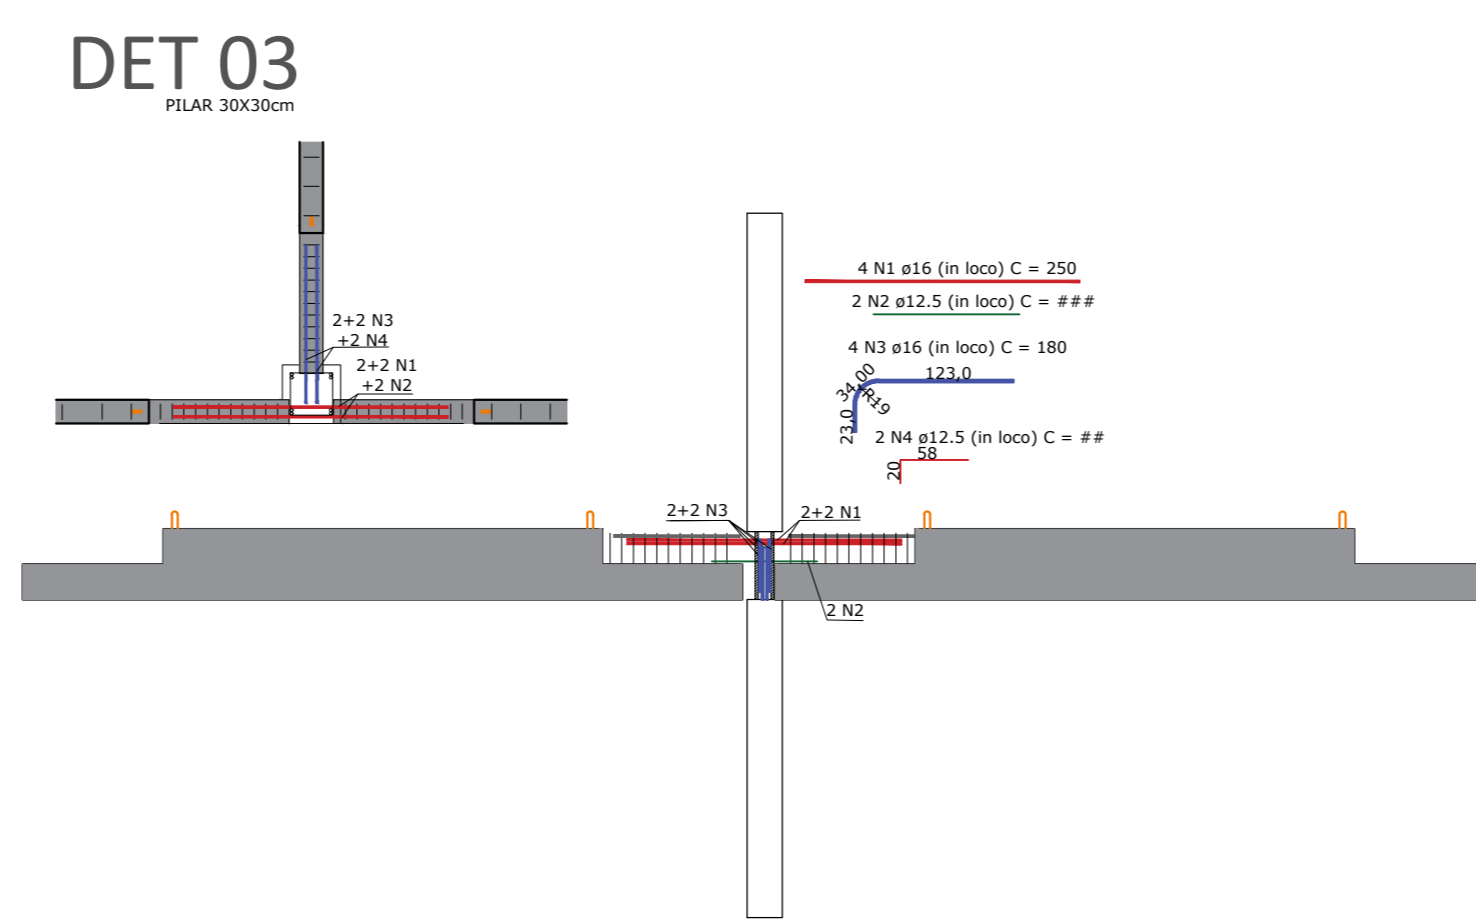 DET 03
PILAR 30X30cm
2+2 N3
+2 N4
2+2 N1
+2 N2
4 N1 ø16 (in loco) C = 250
2 N2 ø12.5 (in loco) C = ###
4 N3 ø16 (in loco) C = 180
123,0
34,00
R19
23,0
2 N4 ø12.5 (in loco) C = ##
58
20
2+2 N3
2+2 N1
2 N2